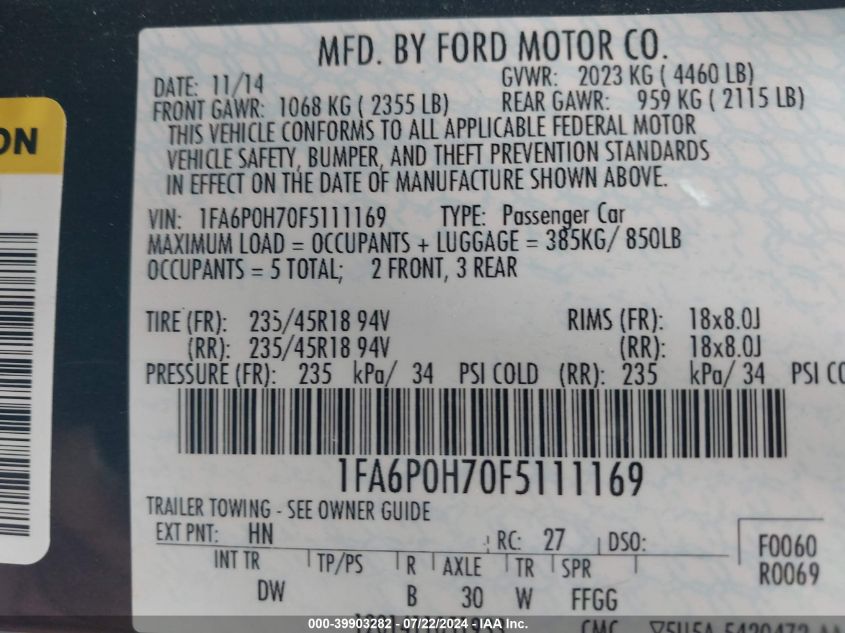 MFD. BY FORD MOTOR CO.
DATE: 11/14 GVWR: 2023 KG ( 4460 LB)
FRONT GAWR: 1068 KG ( 2355 LB) REAR GAWR: 959 KG ( 2115 LB)
THIS VEHICLE CONFORMS TO ALL APPLICABLE FEDERAL MOTOR
VEHICLE SAFETY, BUMPER, AND THEFT PREVENTION STANDARDS
IN EFFECT ON THE DATE OF MANUFACTURE SHOWN ABOVE.
ON
VIN: 1FA6P0H70F5111169 TYPE: Passenger Car
MAXIMUM LOAD = OCCUPANTS + LUGGAGE = 385KG/ 850LB
OCCUPANTS = 5 TOTAL; 2 FRONT, 3 REAR
TIRE (FR): 235/45R18 94V RIMS (FR): 18x8.0J
(RR): 235/45R18 94V (RR): 18x8.0J
PRESSURE (FR): 235 kPa/ 34 PSI COLD (RR): 235 kPa/ 34 PSI CO
1FA6P0H70F5111169
TRAILER TOWING - SEE OWNER GUIDE
EXT PNT: HN RC: 27 DSO: F0060
INT TR TP/PS R AXLE TR SPR R0069
DW B 30 W FFGG
CMC
000-39903282 - 07/22/2024 - IAA Inc.